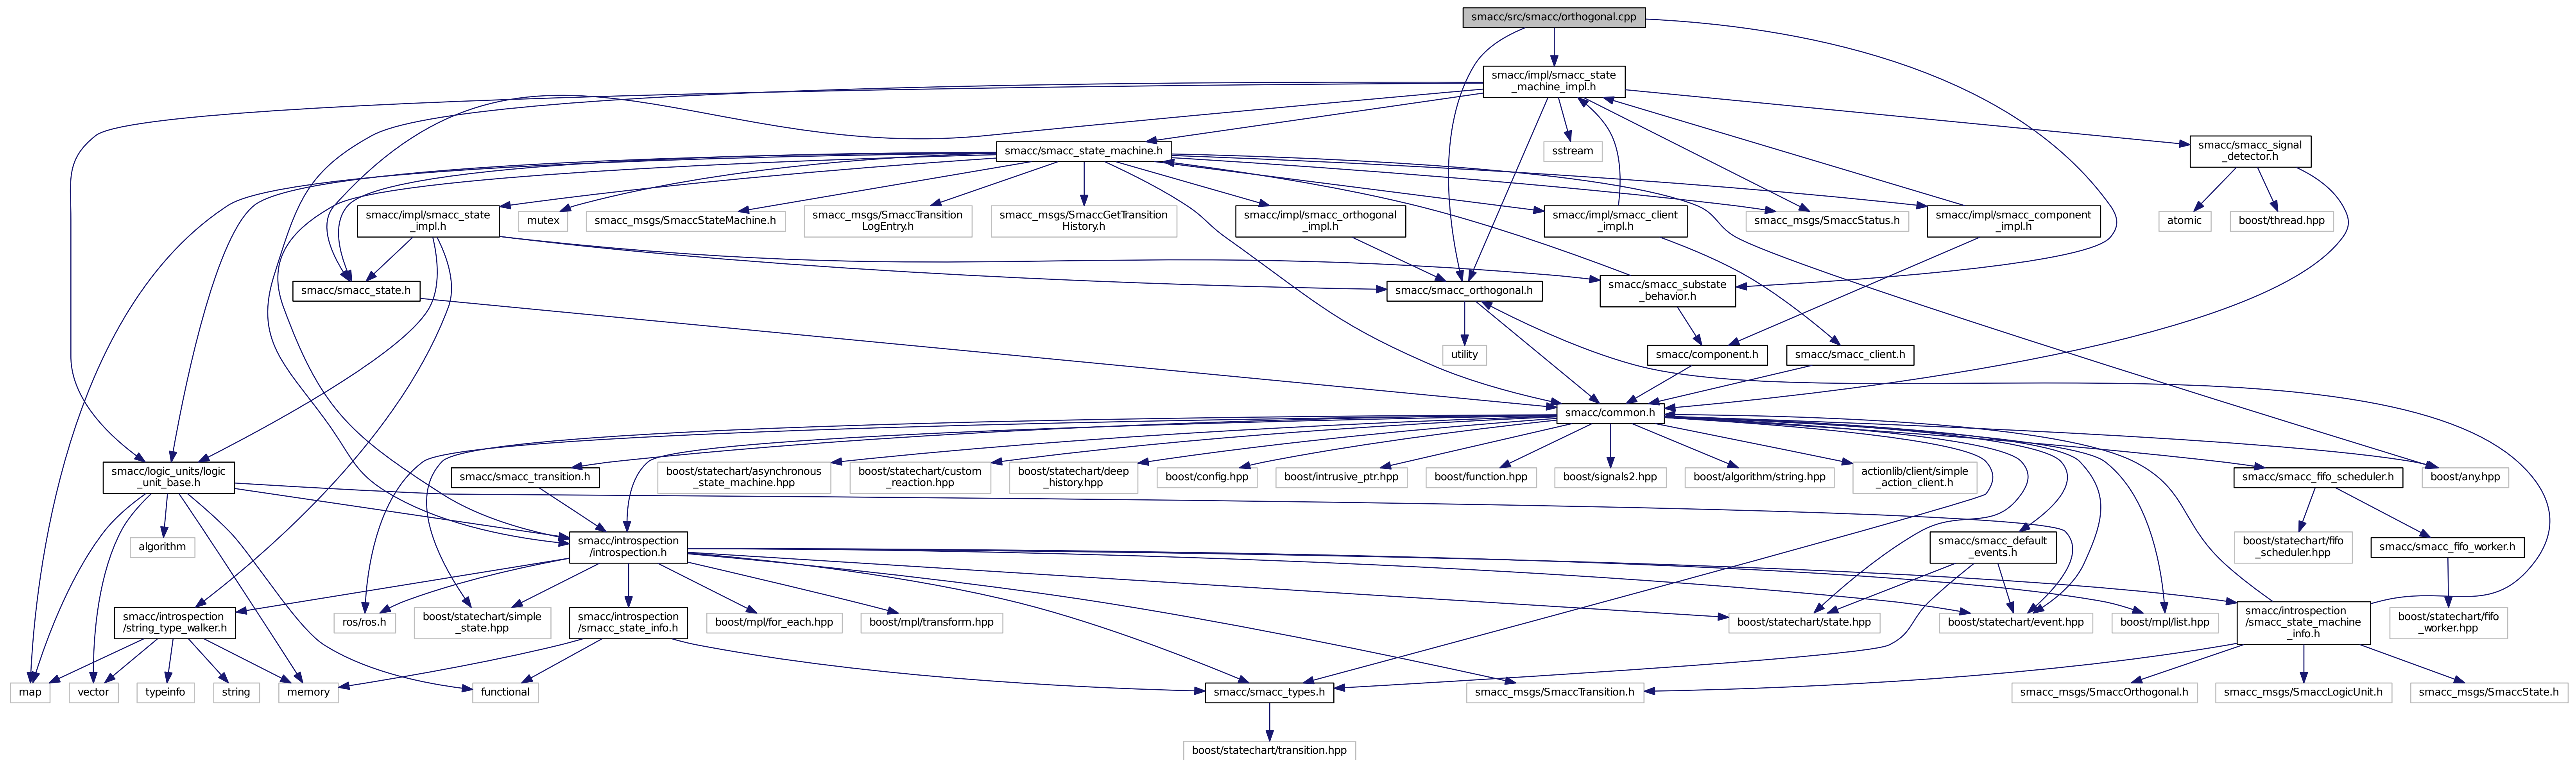 smacc/src/smacc/orthogonal.cpp
smacc/impl/smacc_state
_machine_impl.h
smacc/smacc_state_machine.h
sstream
smacc/smacc_signal
_detector.h
smacc/impl/smacc_state
_impl.h
mutex
smacc_msgs/SmaccStateMachine.h
smacc_msgs/SmaccTransition
LogEntry.h
smacc_msgs/SmaccGetTransition
History.h
smacc/impl/smacc_orthogonal
_impl.h
smacc/impl/smacc_client
_impl.h
smacc_msgs/SmaccStatus.h
smacc/impl/smacc_component
_impl.h
atomic
boost/thread.hpp
smacc/smacc_state.h
smacc/smacc_orthogonal.h
smacc/smacc_substate
_behavior.h
utility
smacc/component.h
smacc/smacc_client.h
smacc/common.h
smacc/logic_units/logic
_unit_base.h
smacc/smacc_transition.h
boost/statechart/asynchronous
_state_machine.hpp
boost/statechart/custom
_reaction.hpp
boost/statechart/deep
_history.hpp
boost/config.hpp
boost/intrusive_ptr.hpp
boost/function.hpp
boost/signals2.hpp
boost/algorithm/string.hpp
actionlib/client/simple
_action_client.h
smacc/smacc_fifo_scheduler.h
boost/any.hpp
algorithm
smacc/introspection
/introspection.h
smacc/smacc_default
_events.h
boost/statechart/fifo
_scheduler.hpp
smacc/smacc_fifo_worker.h
smacc/introspection
/string_type_walker.h
ros/ros.h
boost/statechart/simple
_state.hpp
smacc/introspection
/smacc_state_info.h
boost/mpl/for_each.hpp
boost/mpl/transform.hpp
boost/statechart/state.hpp
boost/statechart/event.hpp
boost/mpl/list.hpp
smacc/introspection
/smacc_state_machine
_info.h
boost/statechart/fifo
_worker.hpp
map
vector
typeinfo
string
memory
functional
smacc/smacc_types.h
smacc_msgs/SmaccTransition.h
smacc_msgs/SmaccOrthogonal.h
smacc_msgs/SmaccLogicUnit.h
smacc_msgs/SmaccState.h
boost/statechart/transition.hpp